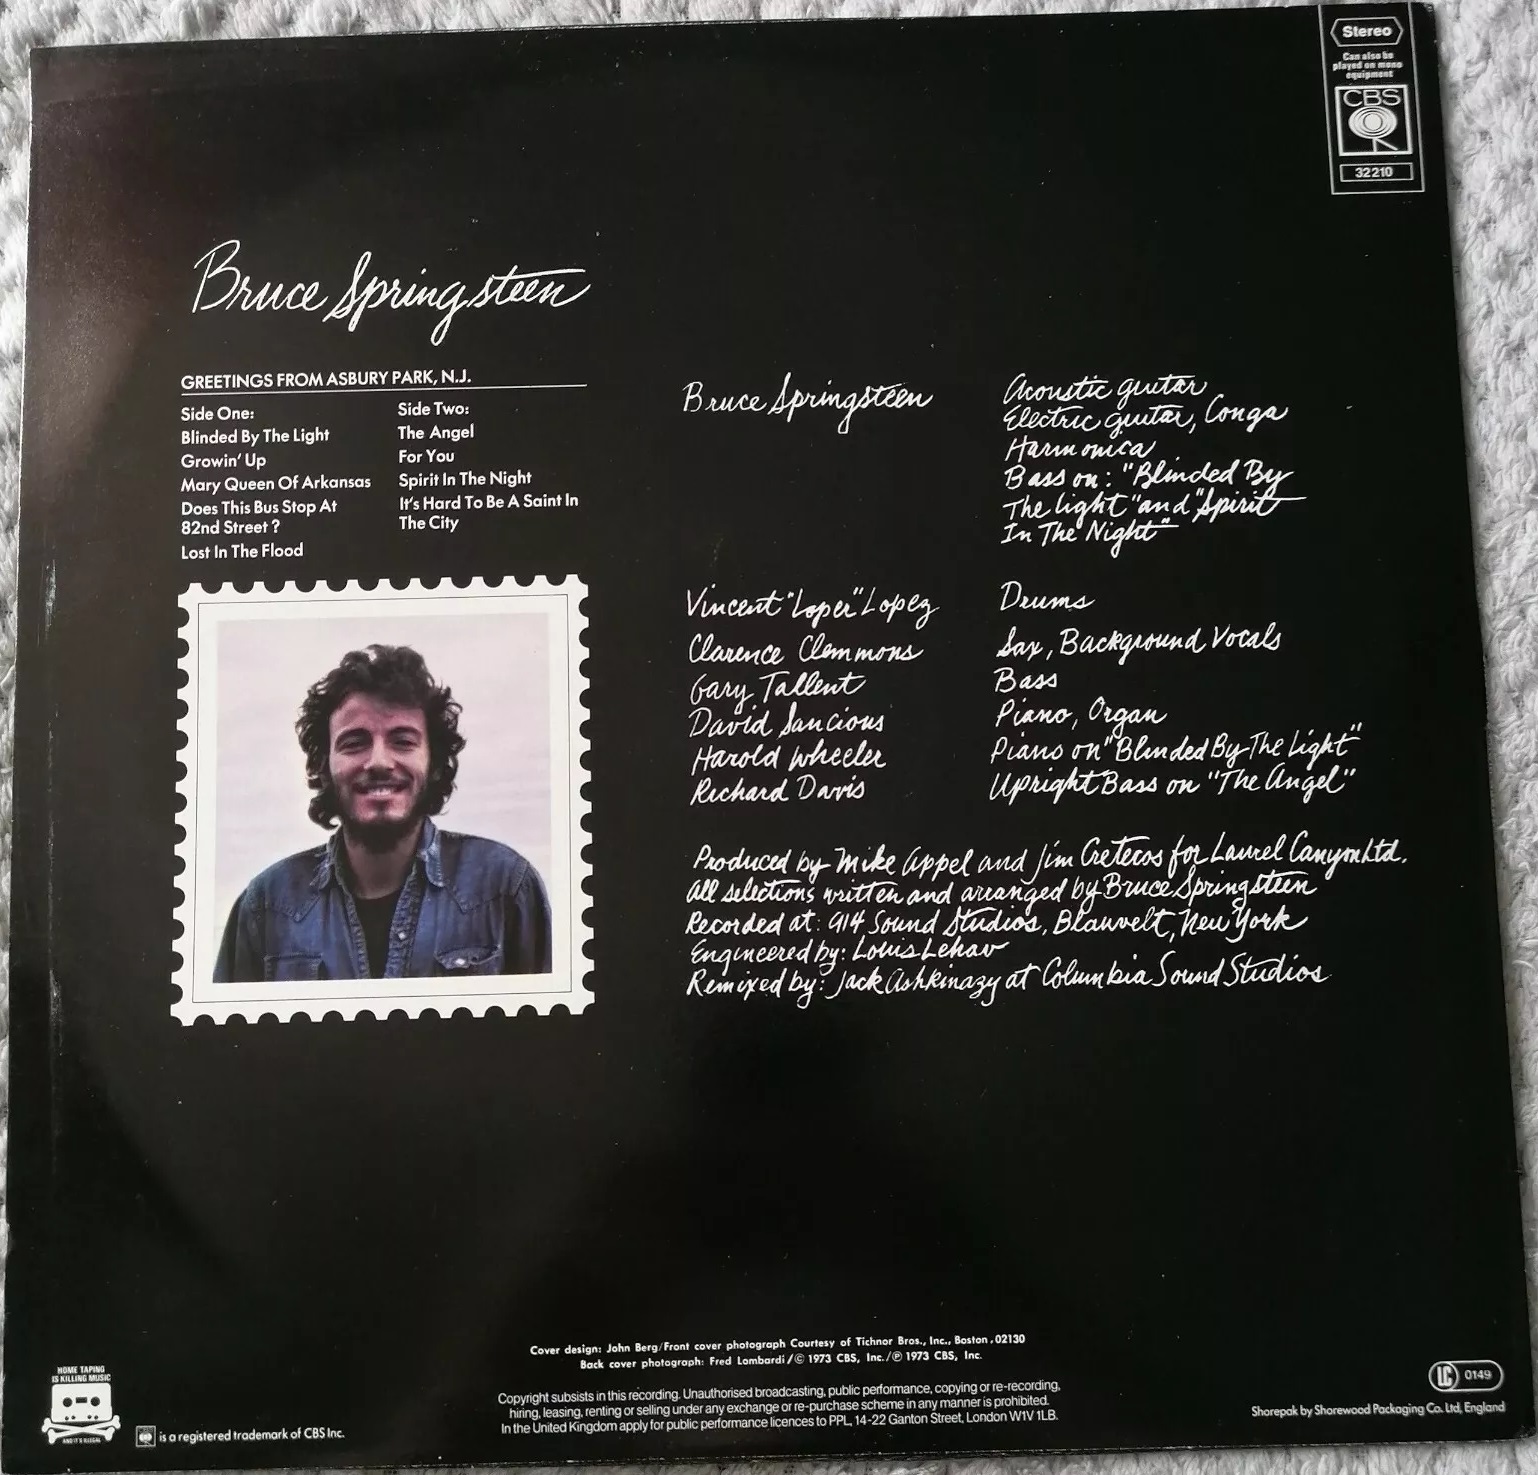 Stereo
Can also be
played on mono
equipment
CBS
32210
Bruce Springsteen
GREETINGS FROM ASBURY PARK, N.J.
Side One:
Blinded By The Light
Growin' Up
Mary Queen Of Arkansas
Does This Bus Stop At
82nd Street?
Lost In The Flood
Side Two:
The Angel
For You
Spirit In The Night
It's Hard To Be A Saint In
The City
Bruce Springsteen
Acoustic guitar
Electric guitar, Conga
Harmonica
Bass on: "Blinded By
The Light" and "Spirit
In The Night"
Vincent "Loper" Lopez Drums
Clarence Clemmons Sax, Background Vocals
Gary Tallent Bass
David Sancious Piano, Organ
Harold Wheeler Piano on "Blinded By The Light"
Richard Davis Upright Bass on "The Angel"
Produced by Mike Appel and Jim Cretecos for Laurel Canyon Ltd.
All selections written and arranged by Bruce Springsteen
Recorded at: 914 Sound Studios, Blauvelt, New York
Engineered by: Louis Lehav
Remixed by: Jack Ashkinazy at Columbia Sound Studios
Cover design: John Berg/Front cover photograph Courtesy of Tichnor Bros., Inc., Boston, 02130
Back cover photograph: Fred Lombardi/© 1973 CBS, Inc./℗ 1973 CBS, Inc.
Copyright subsists in this recording. Unauthorised broadcasting, public performance, copying or re-recording,
hiring, leasing, renting or selling under any exchange or re-purchase scheme in any manner is prohibited.
In the United Kingdom apply for public performance licences to PPL, 14-22 Ganton Street, London W1V 1LB.
HOME TAPING
IS KILLING MUSIC
AND IT'S ILLEGAL
is a registered trademark of CBS Inc.
LC 0149
Shorepak by Shorewood Packaging Co. Ltd, England